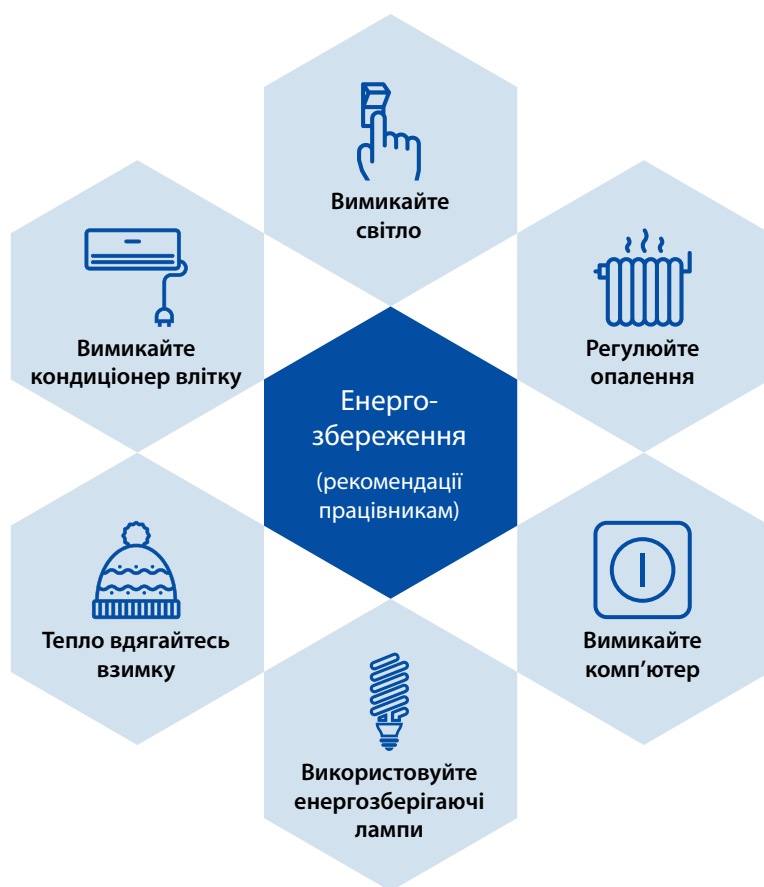 Вимикайте
світло
Вимикайте
кондиціонер влітку
Регулюйте
опалення
Енерго-
збереження
(рекомендації
працівникам)
Тепло вдягайтесь
взимку
Вимикайте
комп’ютер
Використовуйте
енергозберігаючі
лампи